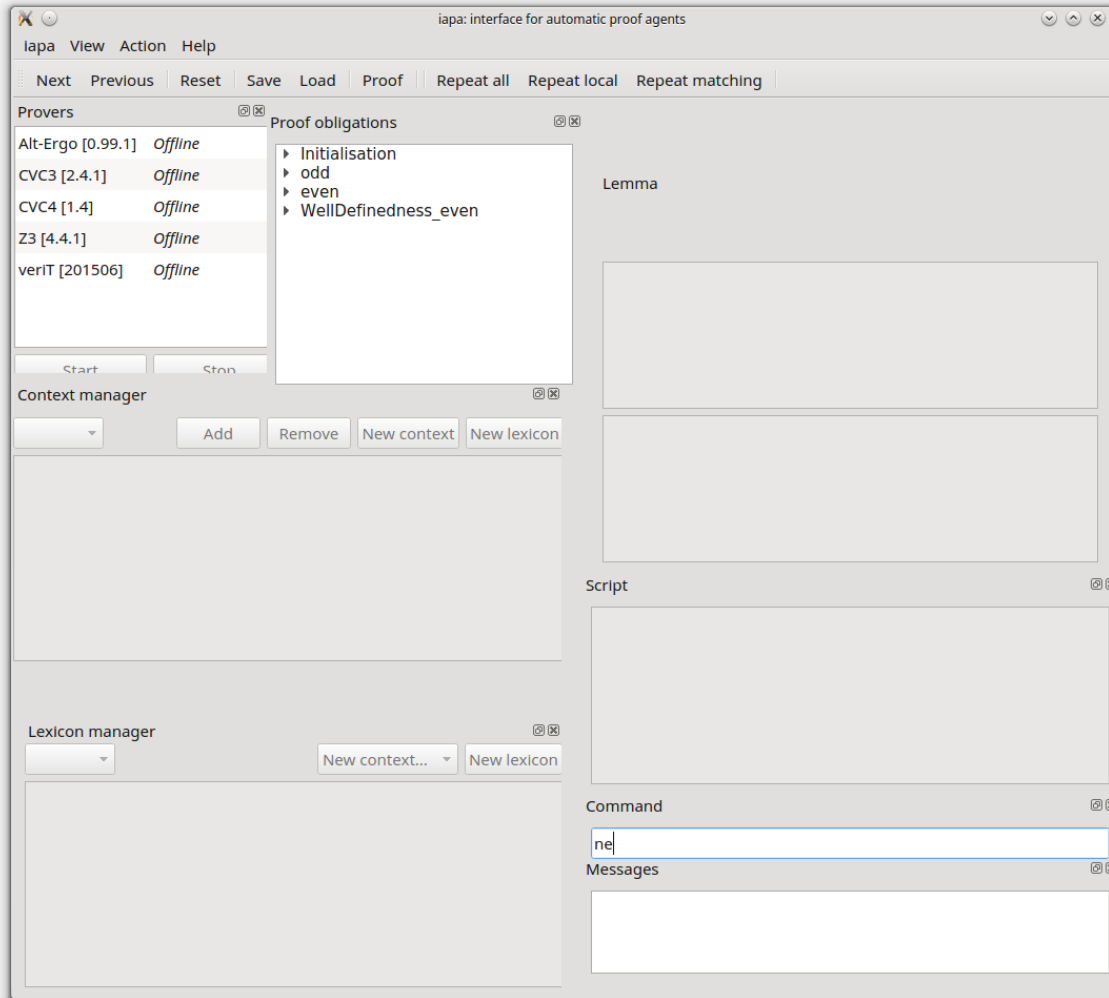 iapa: interface for automatic proof agents
iapa View Action Help
Next Previous Reset Save Load Proof Repeat all Repeat local Repeat matching
Provers
Alt-Ergo [0.99.1] Offline
CVC3 [2.4.1] Offline
CVC4 [1.4] Offline
Z3 [4.4.1] Offline
veriT [201506] Offline
Start Stop
Proof obligations
Initialisation
odd
even
WellDefinedness_even
Context manager
Add Remove New context New lexicon
Lexicon manager
New context... New lexicon
Lemma
Script
Command
ne
Messages